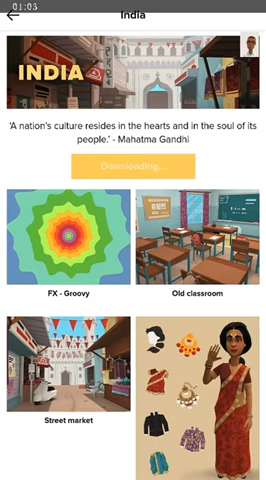 01:03
India
INDIA
'A nation's culture resides in the hearts and in the soul of its
people.' - Mahatma Gandhi
Downloading...
FX - Groovy
Old classroom
Street market